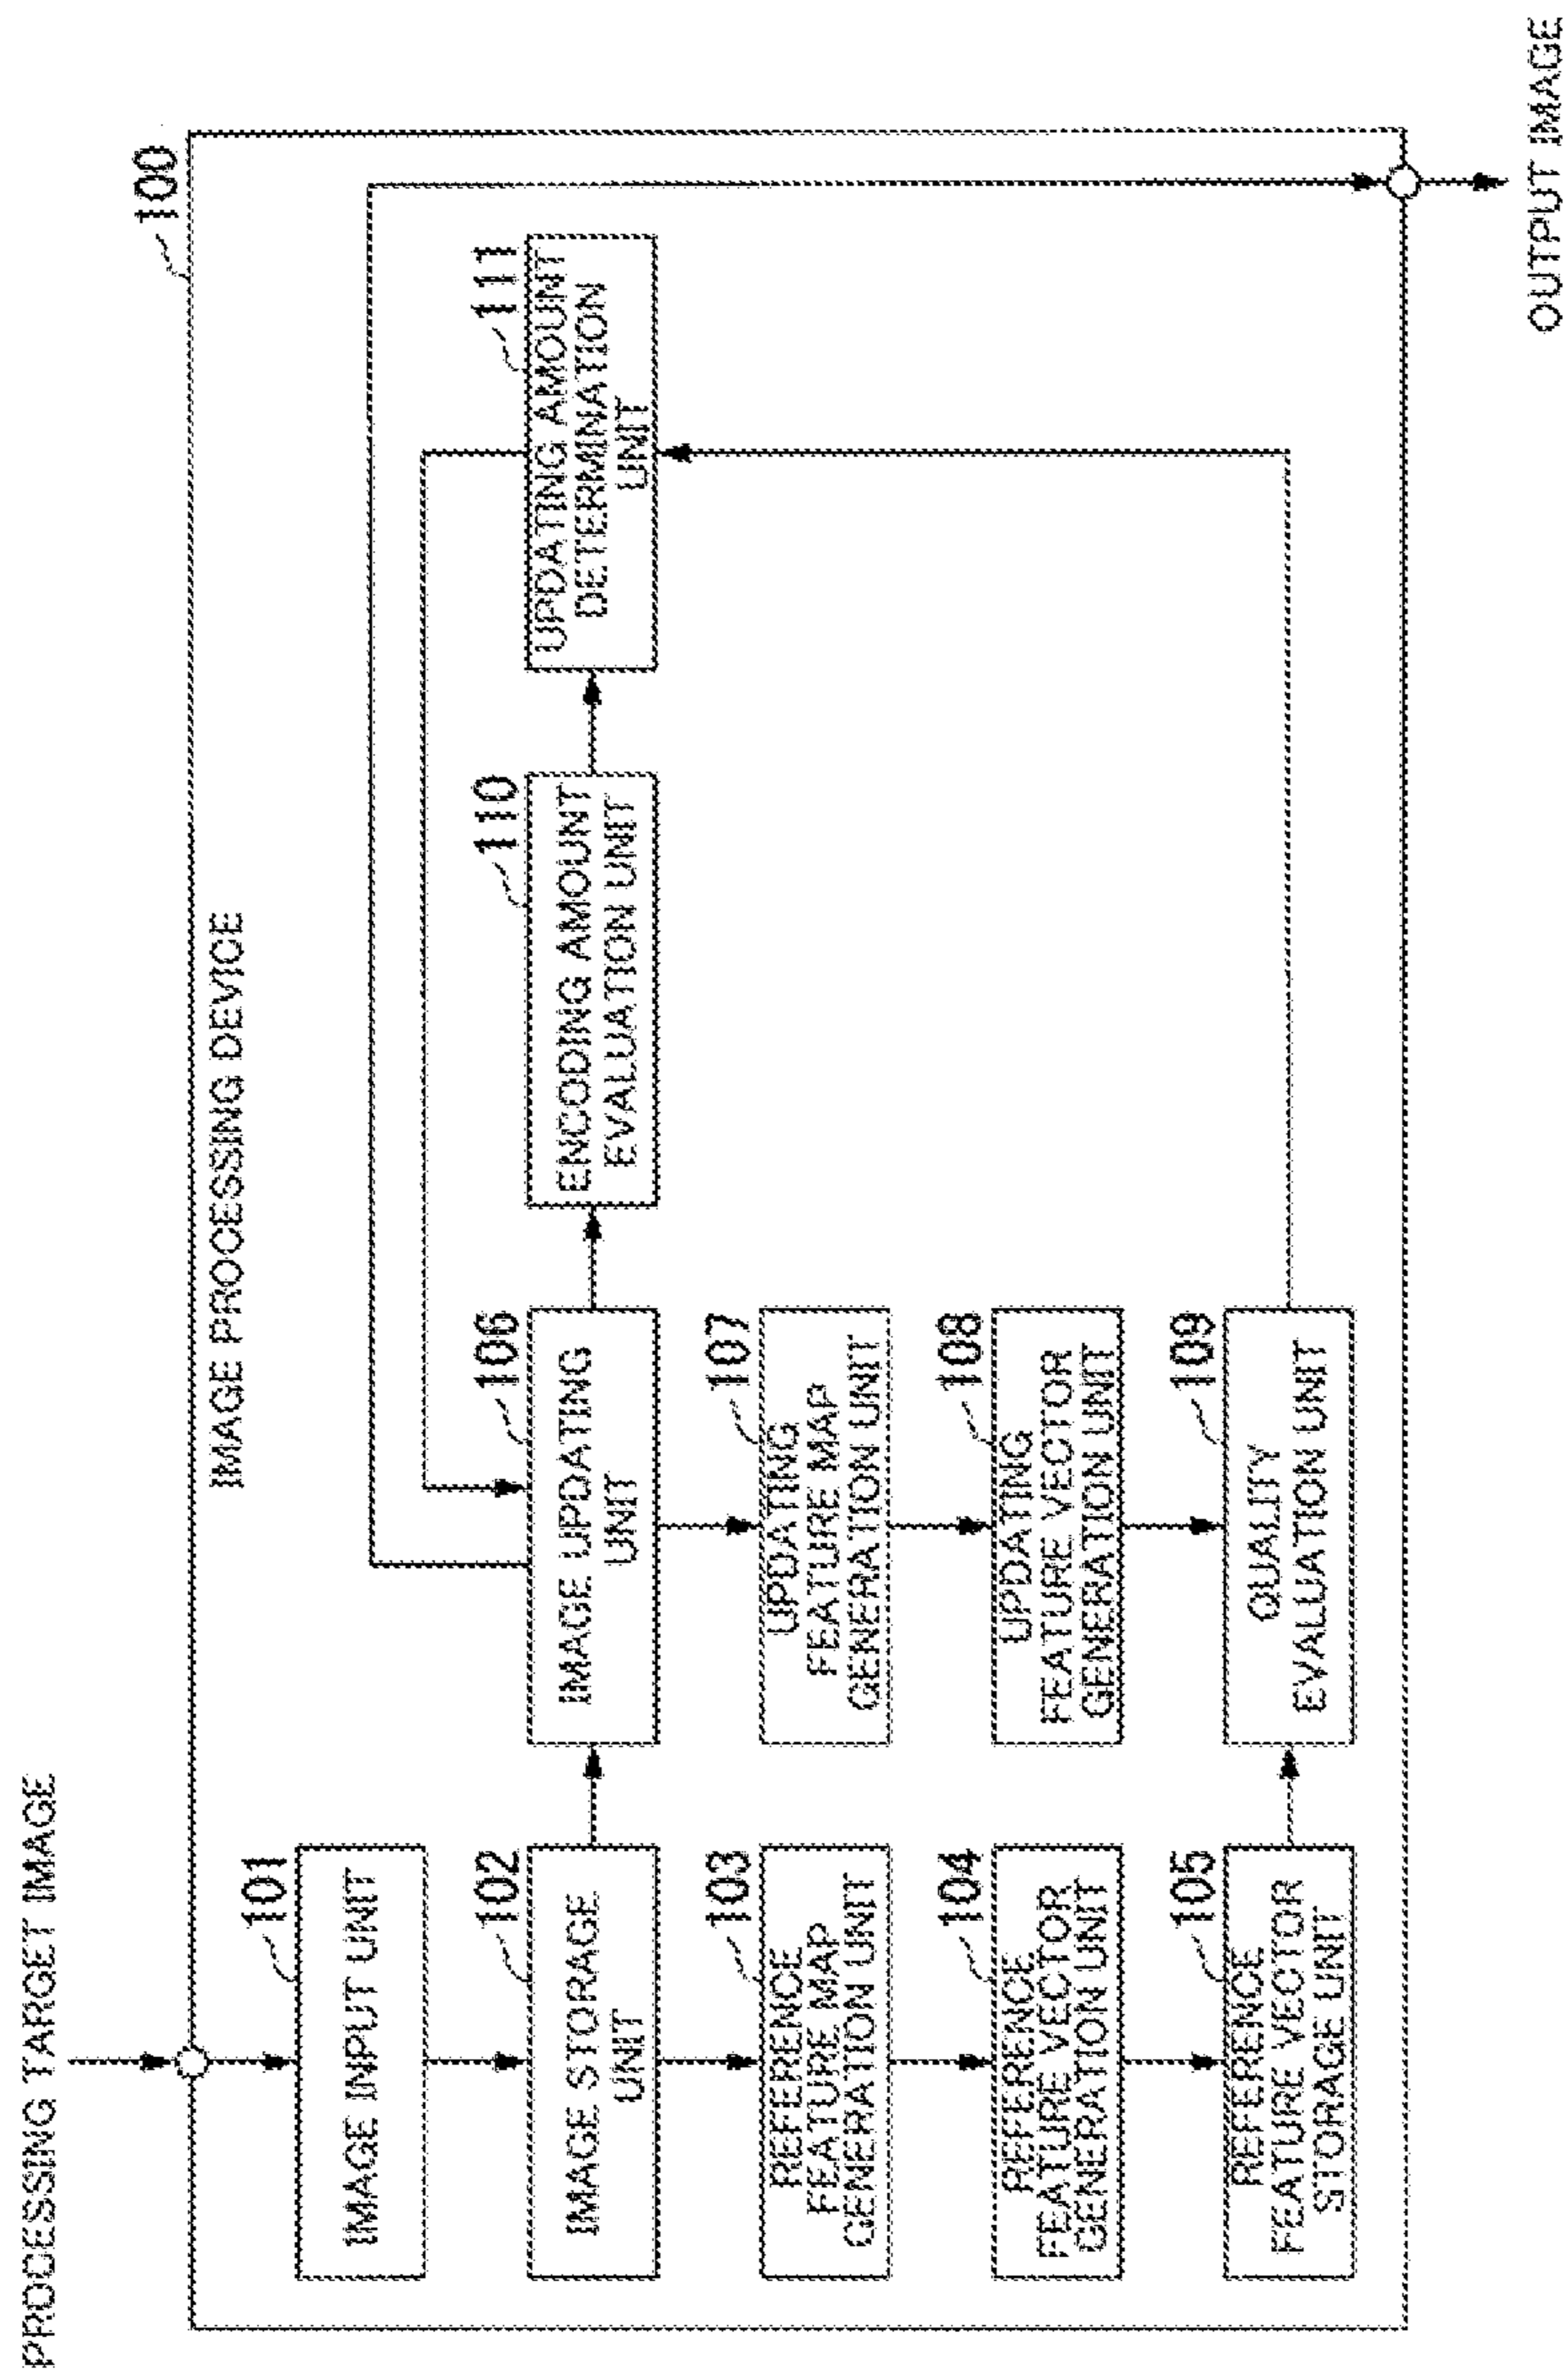 PROCESSING TARGET IMAGE
100
IMAGE PROCESSING DEVICE
101
IMAGE INPUT UNIT
102
IMAGE STORAGE
UNIT
103
REFERENCE
FEATURE MAP
GENERATION UNIT
104
REFERENCE
FEATURE VECTOR
GENERATION UNIT
105
REFERENCE
FEATURE VECTOR
STORAGE UNIT
106
IMAGE UPDATING
UNIT
107
UPDATING
FEATURE MAP
GENERATION UNIT
108
UPDATING
FEATURE VECTOR
GENERATION UNIT
109
QUALITY
EVALUATION UNIT
110
ENCODING AMOUNT
EVALUATION UNIT
111
UPDATING AMOUNT
DETERMINATION
UNIT
OUTPUT IMAGE